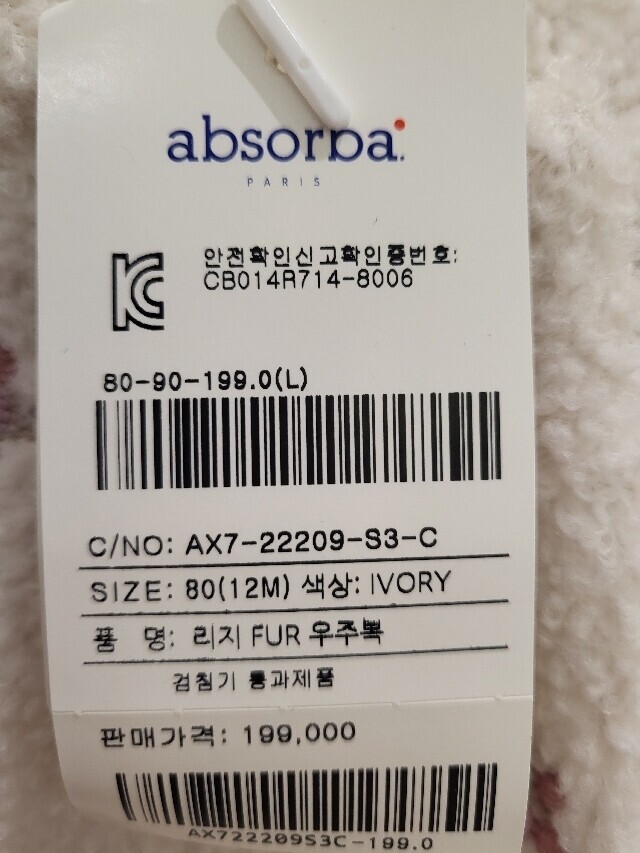 absorba.
PARIS
안전확인신고확인증번호:
CB014R714-8006
80-90-199.0(L)
C/NO: AX7-22209-S3-C
SIZE: 80(12M) 색상: IVORY
품 명: 리지 FUR 우주복
검침기 통과제품
판매가격: 199,000
AX722209S3C-199.0